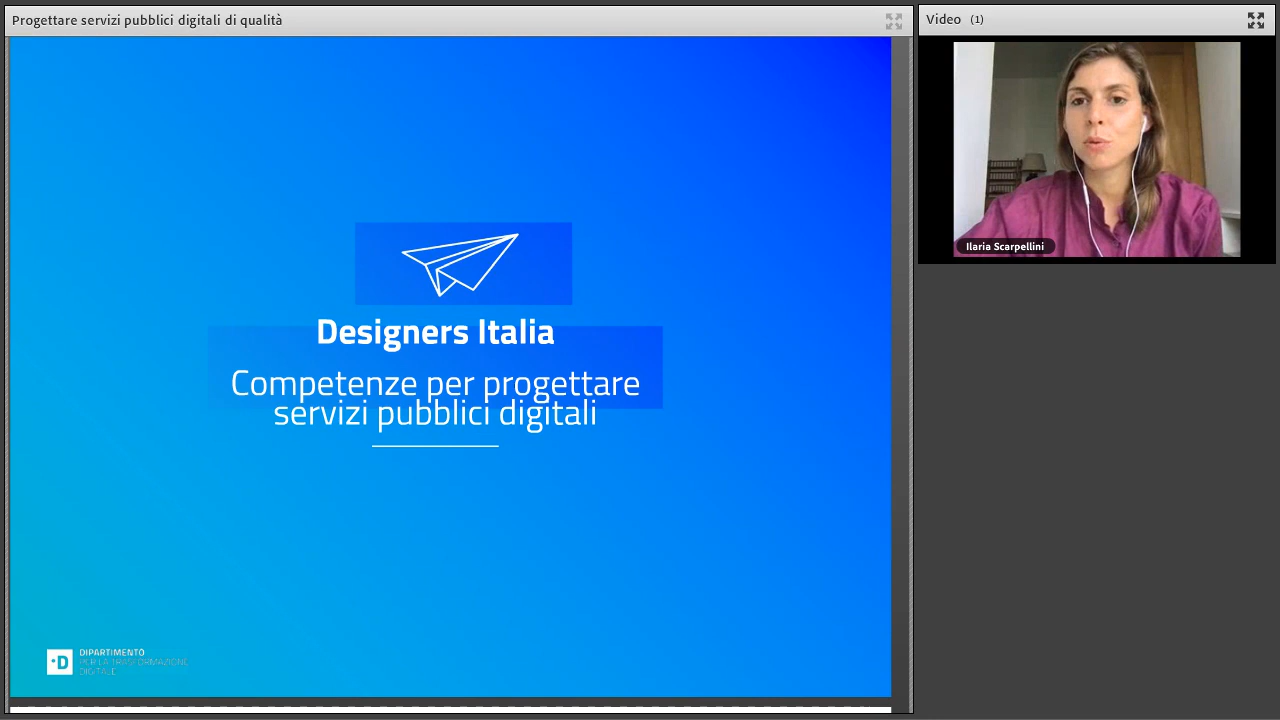 Progettare servizi pubblici digitali di qualità
Video (1)
Ilaria Scarpellini
Designers Italia
Competenze per progettare
servizi pubblici digitali
DIPARTIMENTO
PER LA TRASFORMAZIONE
DIGITALE